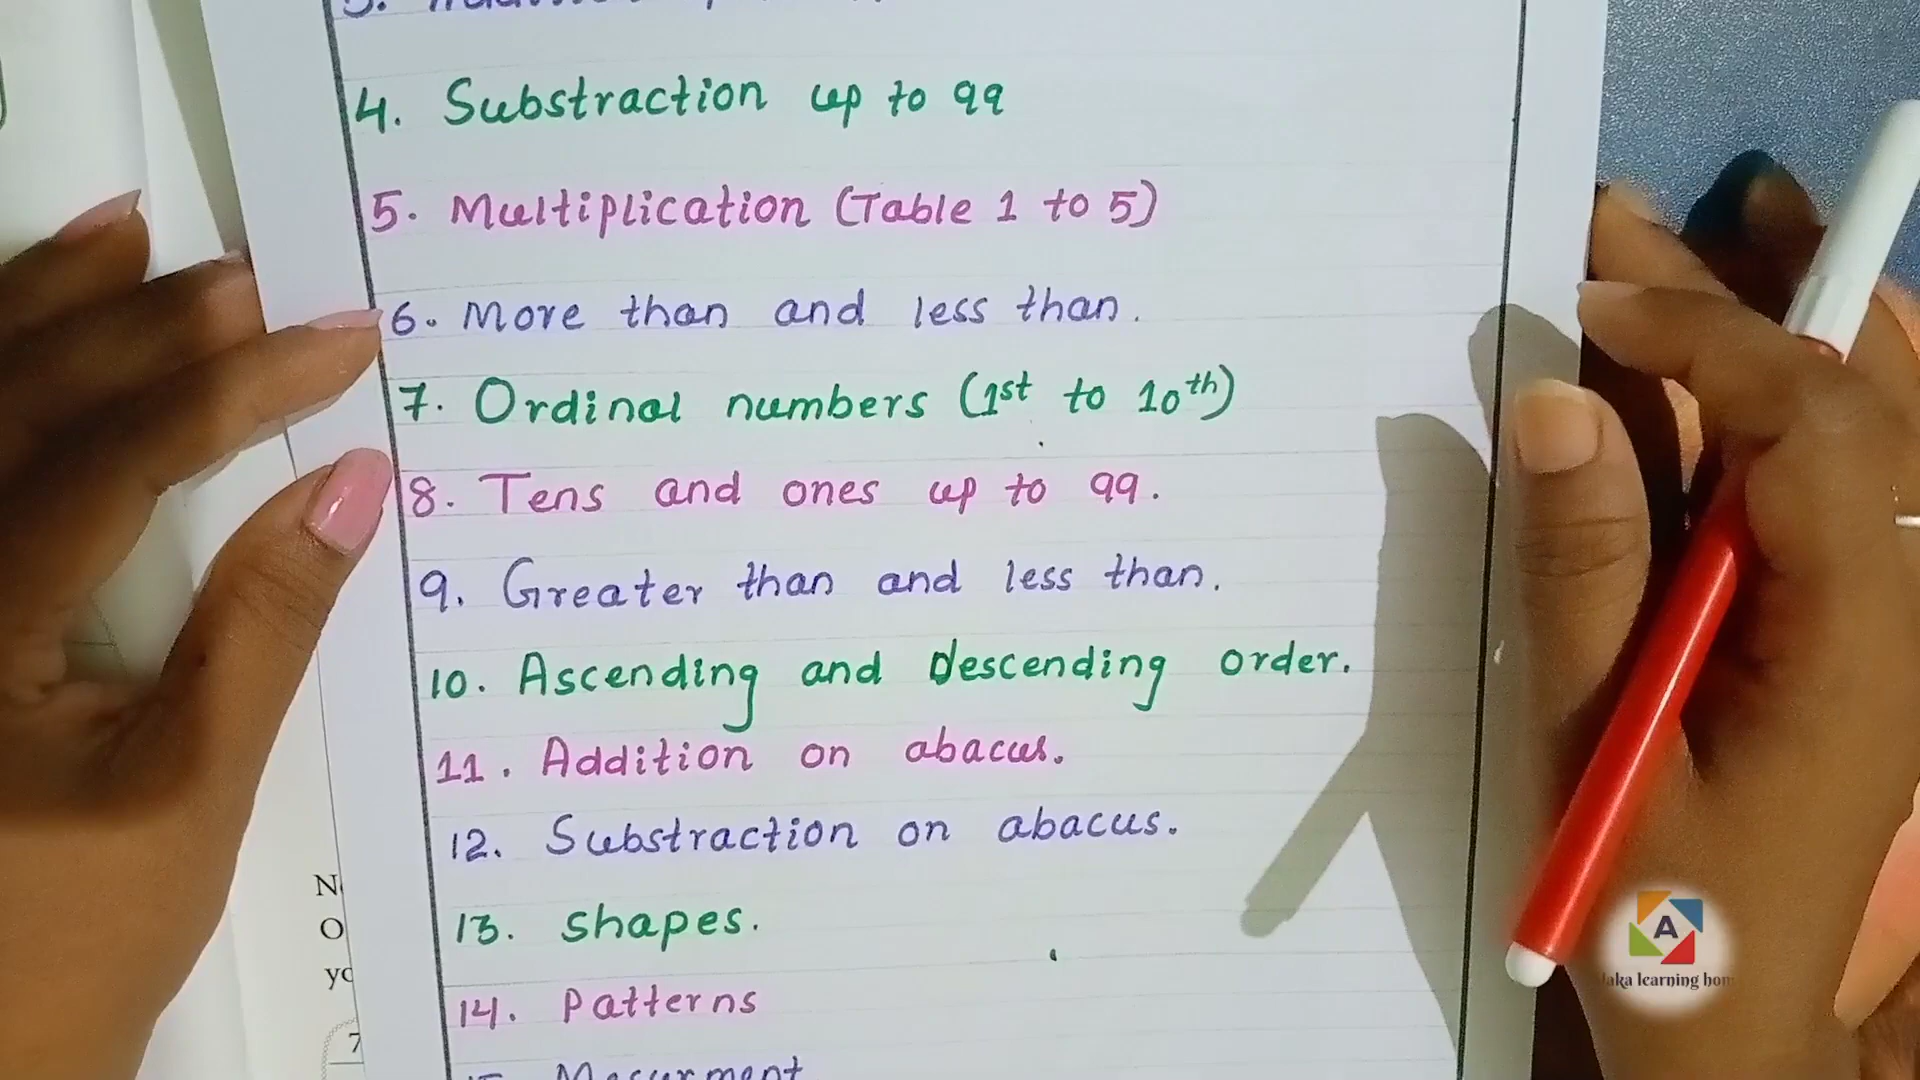 4. Substraction up to 99
5. Multiplication (Table 1 to 5)
6. More than and less than.
7. Ordinal numbers (1st to 10th)
8. Tens and ones up to 99.
9. Greater than and less than.
10. Ascending and Descending order.
11. Addition on abacus.
12. Substraction on abacus.
13. shapes.
14. Patterns
A
learning
7